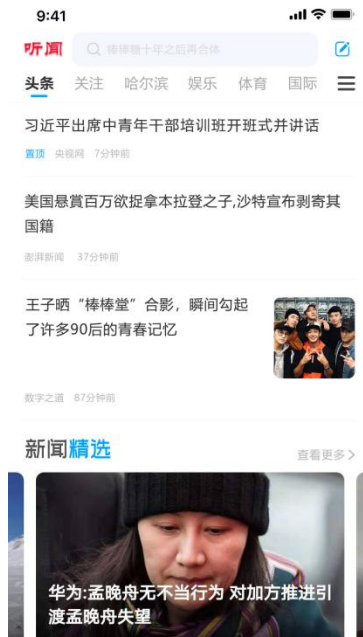 9:41
听闻
棒棒糖十年之后再合体
头条 关注 哈尔滨 娱乐 体育 国际
习近平出席中青年干部培训班开班式并讲话
置顶 央视网 7分钟前
美国悬賞百万欲捉拿本拉登之子,沙特宣布剥寄其
国籍
澎湃新闻 37分钟前
王子晒“棒棒堂”合影，瞬间勾起
了许多90后的青春记忆
数字之道 87分钟前
新闻精选 查看更多>
华为:孟晚舟无不当行为 对加方推进引
渡孟晚舟失望